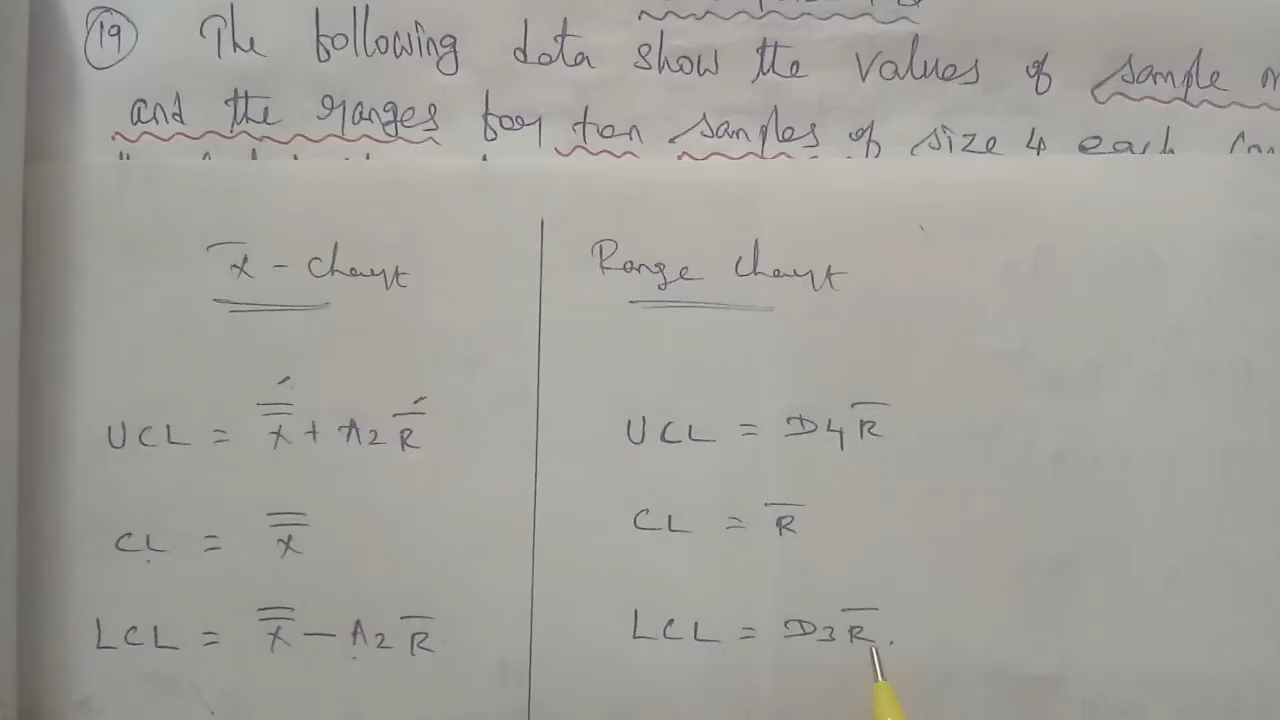 19 The following data show the values of sample
and the ranges for ten samples of size 4 each
x̄ - chart
UCL = x̿ + A2 R̄
CL = x̿
LCL = x̿ — A2 R̄
Range chart
UCL = D4 R̄
CL = R̄
LCL = D3 R̄.